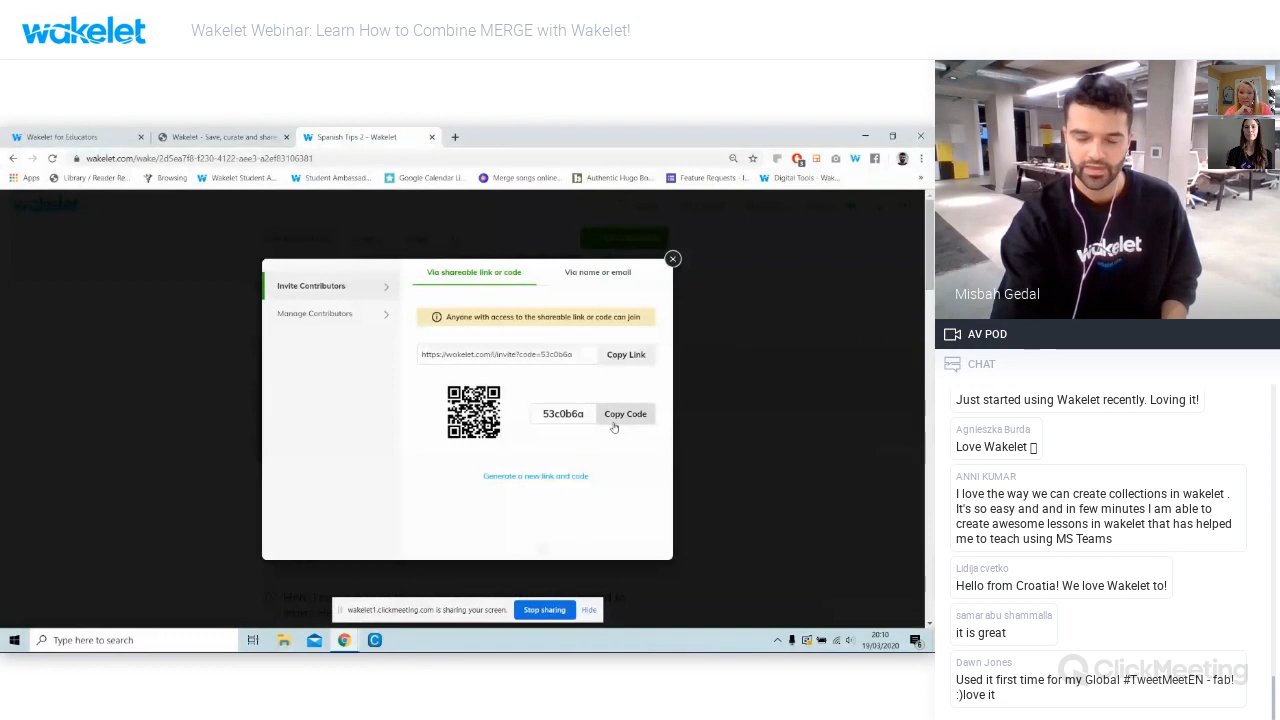 wakelet
Wakelet Webinar: Learn How to Combine MERGE with Wakelet!
Wakelet for Educators
Wakelet - Save, curate and share
Spanish Tips 2 - Wakelet
wakelet.com/wake/2d5ea7f8-f230-4122-aee3-a2ef83106381
Apps
Library / Reader Re...
Browsing
Wakelet Student A...
Student Ambassad...
Google Calendar Li...
Merge songs online...
Authentic Hugo Bo...
Feature Requests - I...
Digital Tools - Wak...
Invite Contributors
Manage Contributors
Via shareable link or code
Via name or email
Anyone with access to the shareable link or code can join
https://wakelet.com/i/invite?code=53c0b6a
Copy Link
53c0b6a
Copy Code
Generate a new link and code
wakelet1.clickmeeting.com is sharing your screen.
Stop sharing
Hide
Type here to search
20:10
19/03/2020
wakelet
Misbah Gedal
AV POD
CHAT
Just started using Wakelet recently. Loving it!
Agnieszka Burda
Love Wakelet
ANNI KUMAR
I love the way we can create collections in wakelet .
It's so easy and and in few minutes I am able to
create awesome lessons in wakelet that has helped
me to teach using MS Teams
Lidija cvetko
Hello from Croatia! We love Wakelet to!
samar abu shammalla
it is great
Dawn Jones
Used it first time for my Global #TweetMeetEN - fab!
:)love it
ClickMeeting